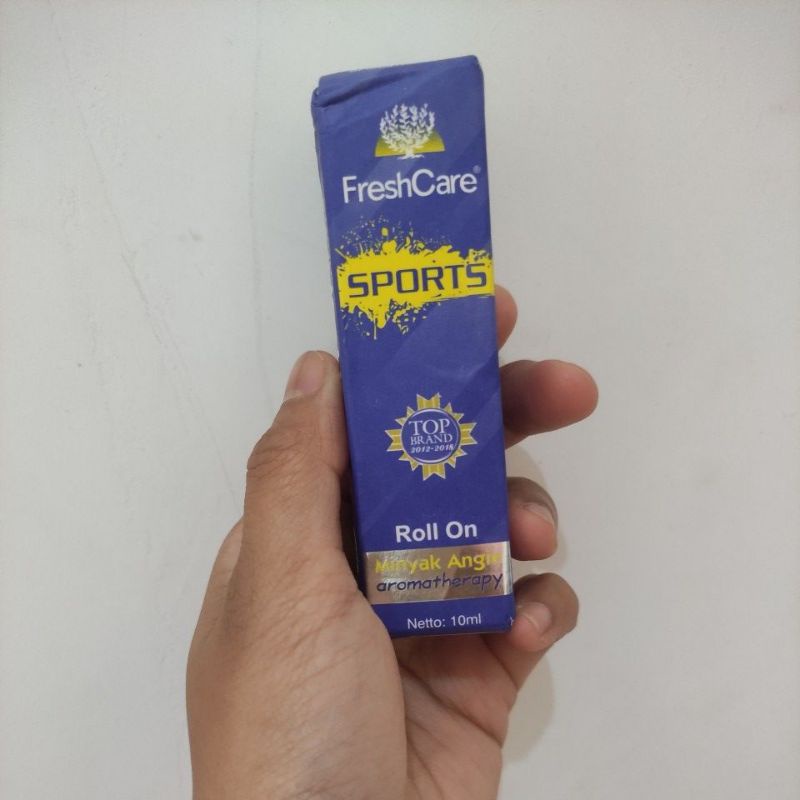 FreshCare®
SPORTS
TOP
BRAND
2012-2018
Roll On
Minyak Angin
aromatherapy
Netto: 10ml